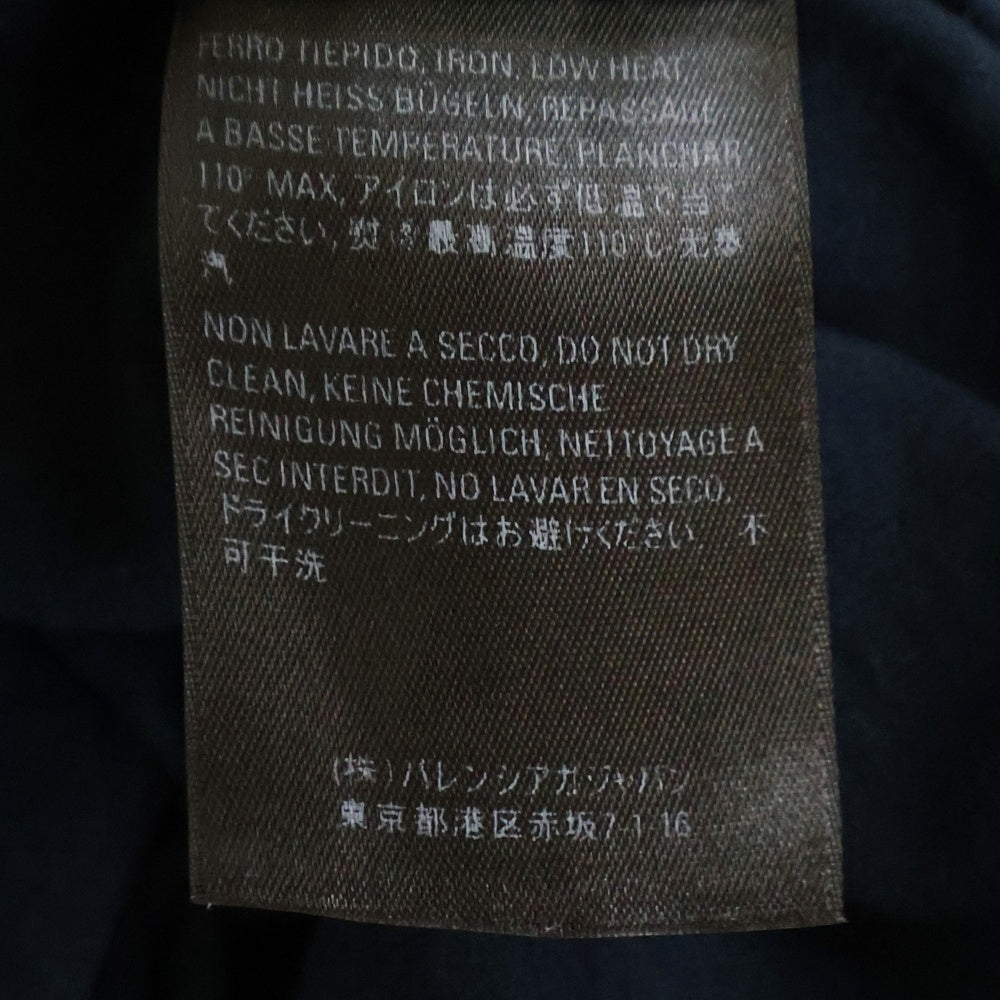 FERRO TIEPIDO, IRON, LOW HEAT,
NICHT HEISS BÜGELN, REPASSAGE
A BASSE TEMPERATURE, PLANCHAR
110° MAX, アイロンは必ず低温で当
てください, 熨烫最高温度110°C 无蒸
汽
NON LAVARE A SECCO, DO NOT DRY
CLEAN, KEINE CHEMISCHE
REINIGUNG MÖGLICH, NETTOYAGE A
SEC INTERDIT, NO LAVAR EN SECO.
ドライクリーニングはお避けください 不
可干洗
(株)バレンシアガジャパン
東京都港区赤坂7-1-16